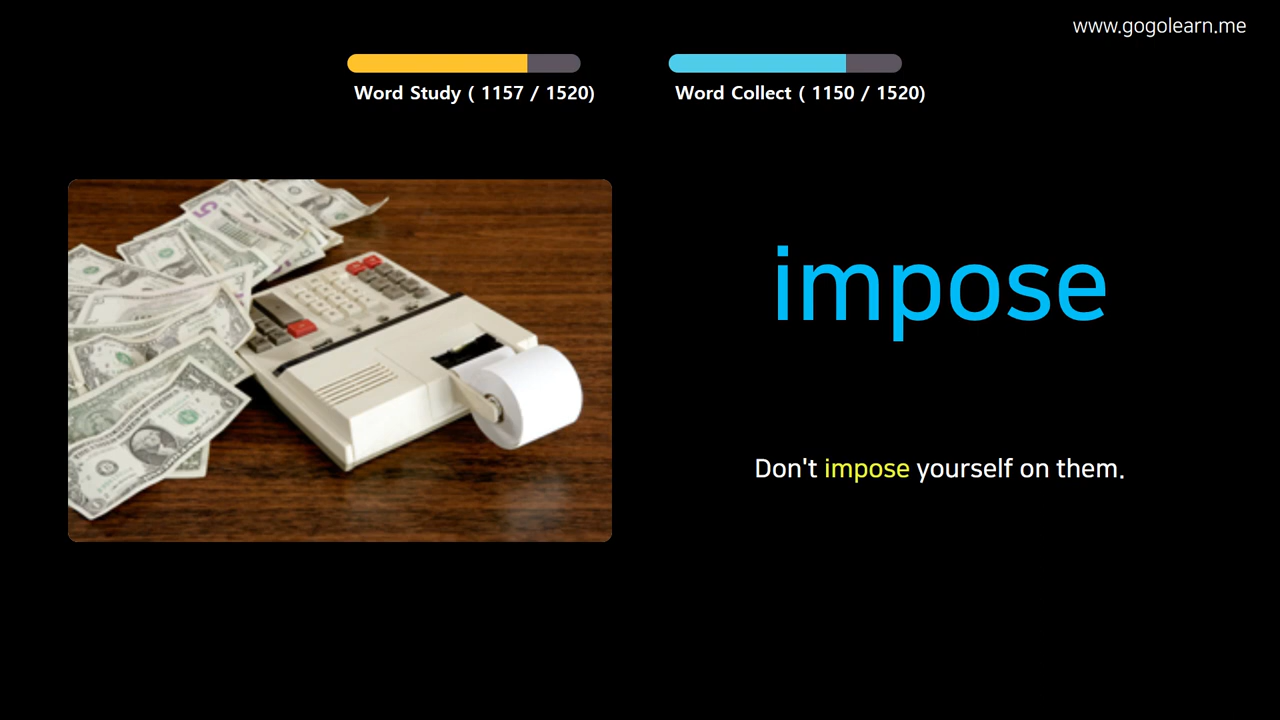 www.gogolearn.me
Word Study ( 1157 / 1520)
Word Collect ( 1150 / 1520)
impose
Don't impose yourself on them.